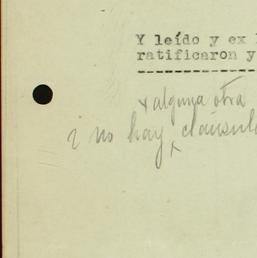 Y leído y ex
ratificaron y
alguna otra
¿ no hay cláusula